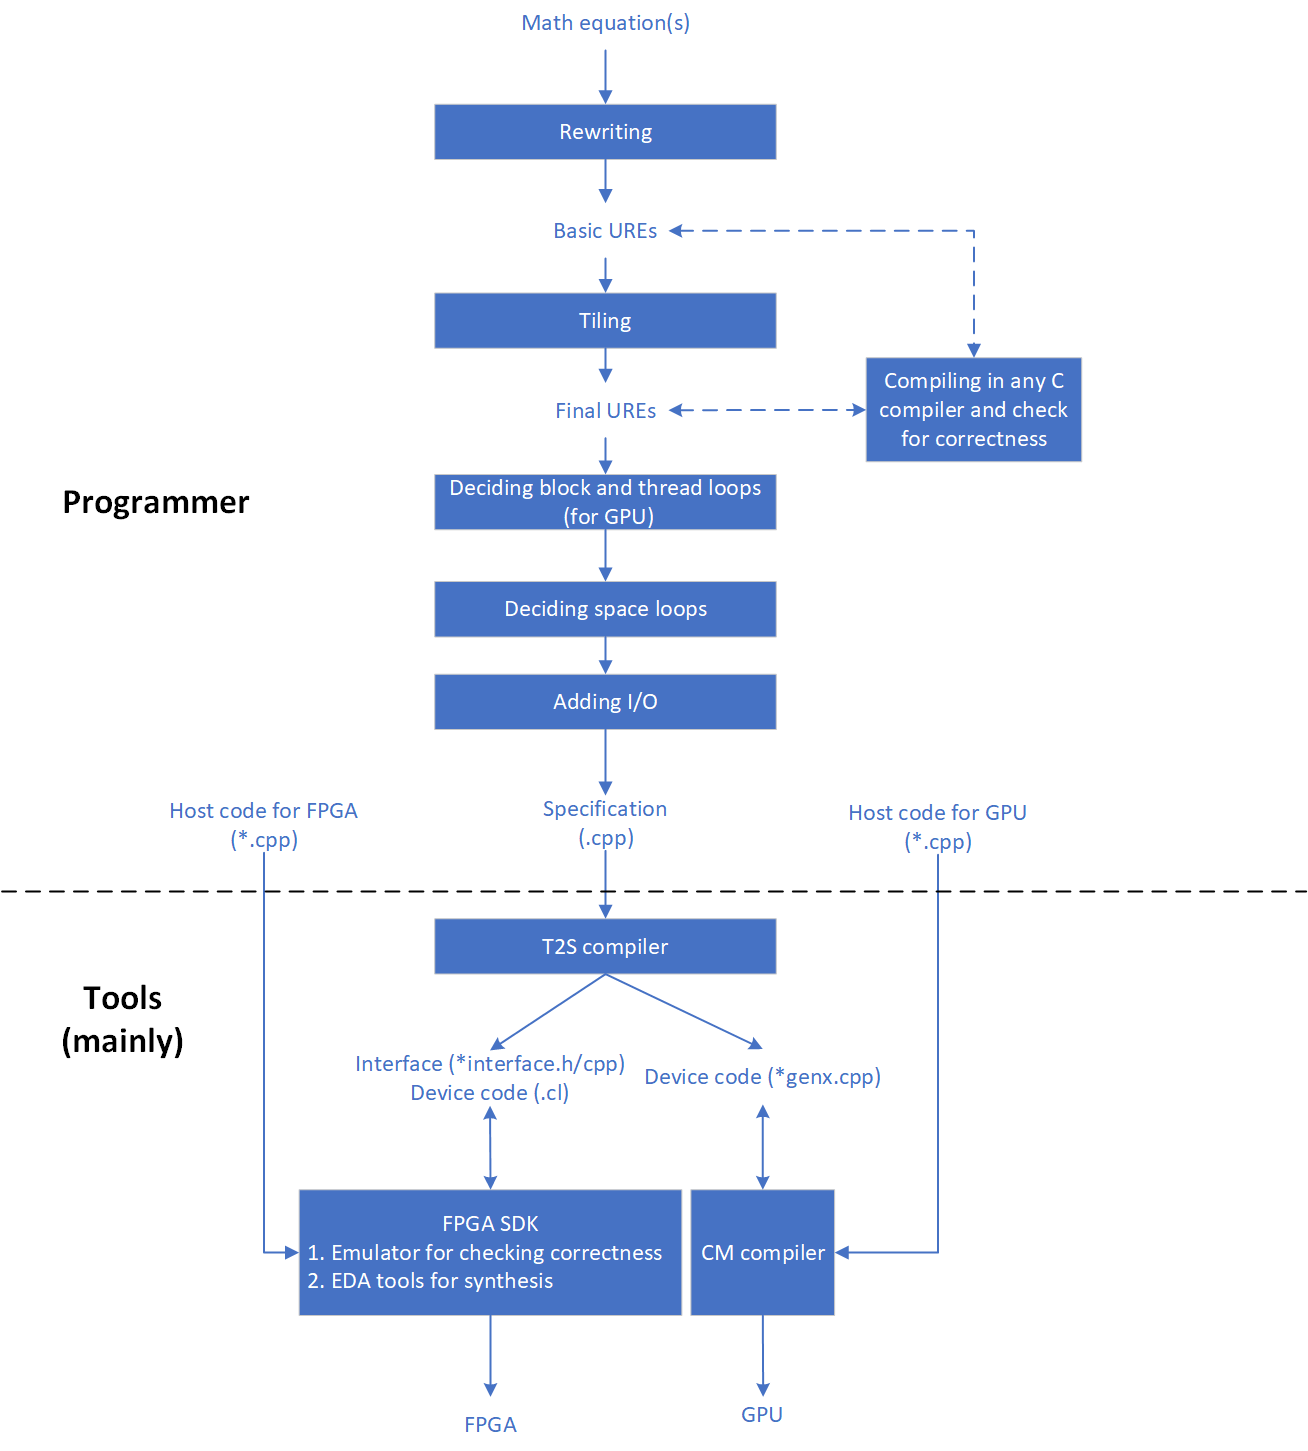 Math equation(s)
Rewriting
Basic UREs
Tiling
Compiling in any C
compiler and check
for correctness
Final UREs
Programmer
Deciding block and thread loops
(for GPU)
Deciding space loops
Adding I/O
Host code for FPGA
(*.cpp)
Specification
(.cpp)
Host code for GPU
(*.cpp)
T2S compiler
Tools
(mainly)
Interface (*interface.h/cpp)
Device code (.cl)
Device code (*genx.cpp)
FPGA SDK
1. Emulator for checking correctness
2. EDA tools for synthesis
CM compiler
FPGA
GPU